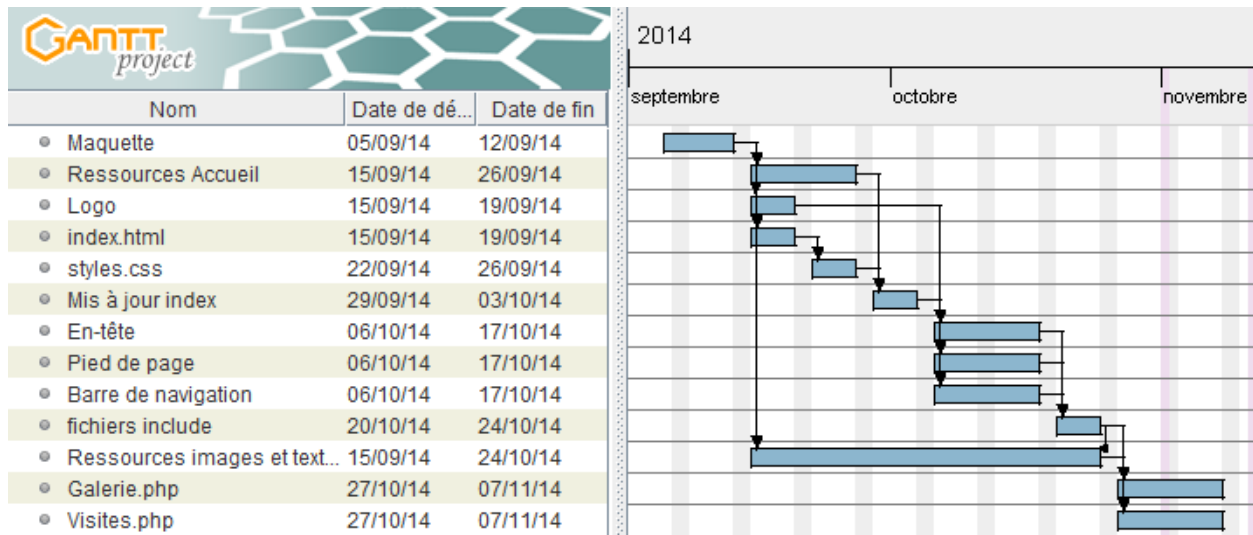 GANTT
project
2014
septembre octobre novembre
Nom Date de dé... Date de fin
Maquette 05/09/14 12/09/14
Ressources Accueil 15/09/14 26/09/14
Logo 15/09/14 19/09/14
index.html 15/09/14 19/09/14
styles.css 22/09/14 26/09/14
Mis à jour index 29/09/14 03/10/14
En-tête 06/10/14 17/10/14
Pied de page 06/10/14 17/10/14
Barre de navigation 06/10/14 17/10/14
fichiers include 20/10/14 24/10/14
Ressources images et text... 15/09/14 24/10/14
Galerie.php 27/10/14 07/11/14
Visites.php 27/10/14 07/11/14